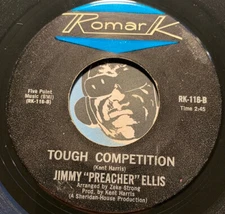 Romark
Five Point
Music (BMI)
(RK-118-B)
RK-118-B
Time 2:45
TOUGH COMPETITION
(Kent Harris)
JIMMY "PREACHER" ELLIS
Arranged by Zeke Strong
Prod. by Kent Harris
(A Sheridan-House Production)